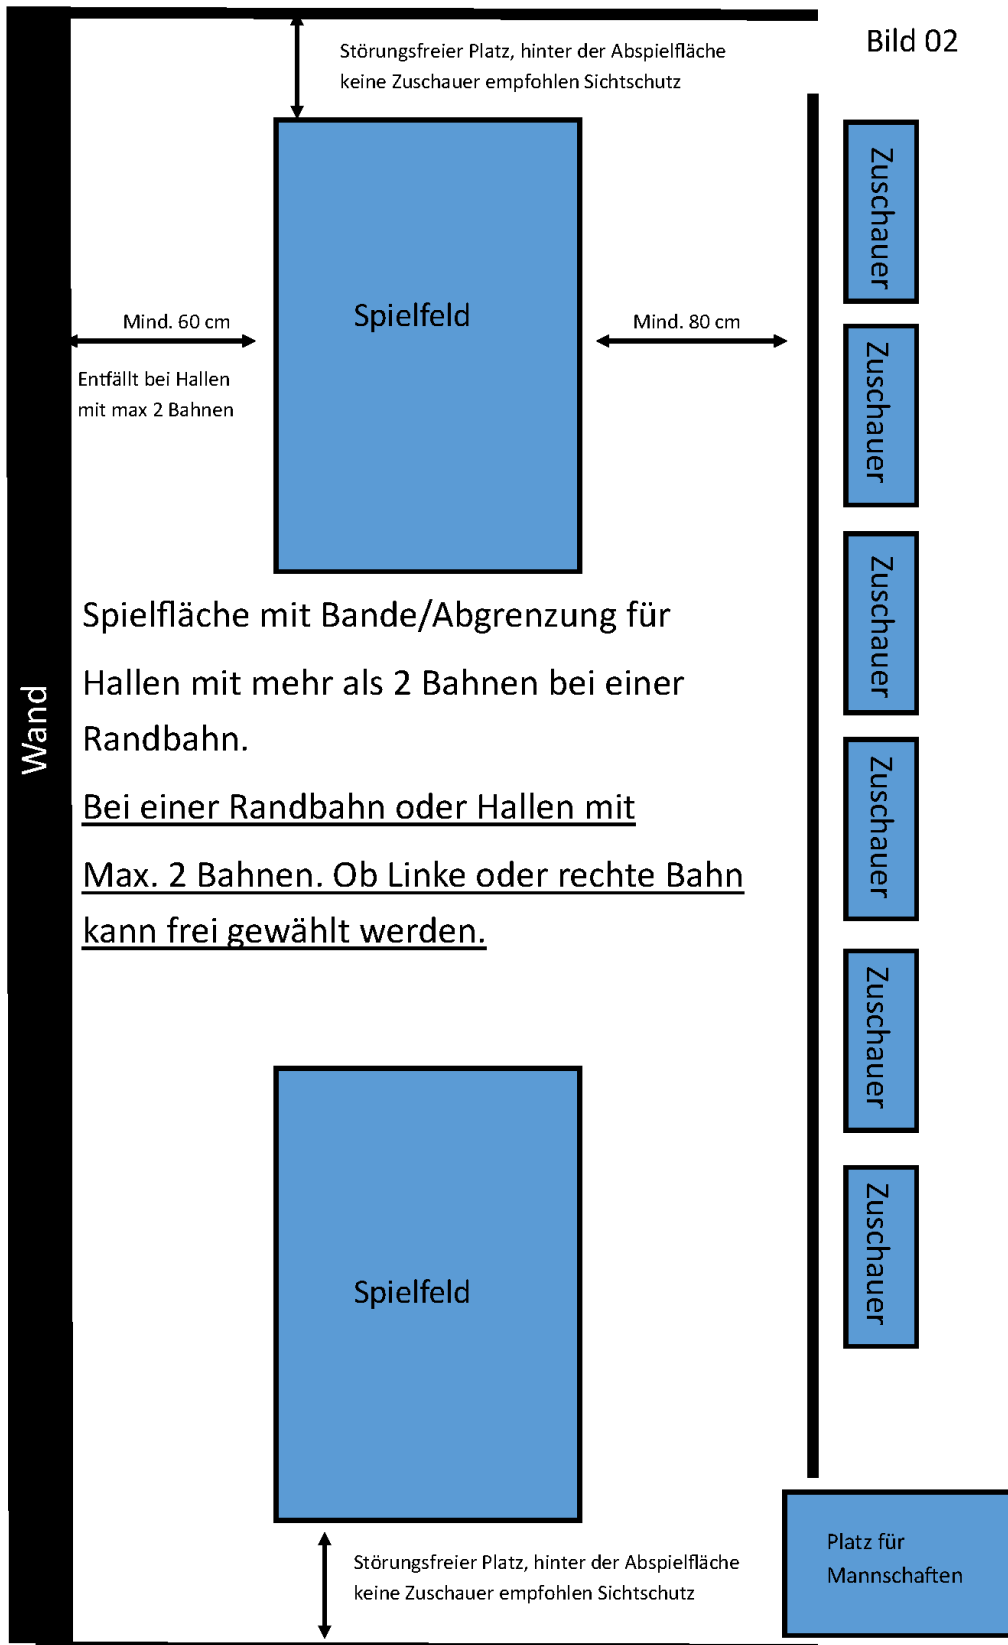 Bild 02
Störungsfreier Platz, hinter der Abspielfläche
keine Zuschauer empfohlen Sichtschutz
Spielfeld
Mind. 60 cm
Mind. 80 cm
Entfällt bei Hallen
mit max 2 Bahnen
Zuschauer
Zuschauer
Zuschauer
Zuschauer
Zuschauer
Zuschauer
Wand
Spielfläche mit Bande/Abgrenzung für
Hallen mit mehr als 2 Bahnen bei einer
Randbahn.
Bei einer Randbahn oder Hallen mit
Max. 2 Bahnen. Ob Linke oder rechte Bahn
kann frei gewählt werden.
Spielfeld
Störungsfreier Platz, hinter der Abspielfläche
keine Zuschauer empfohlen Sichtschutz
Platz für
Mannschaften